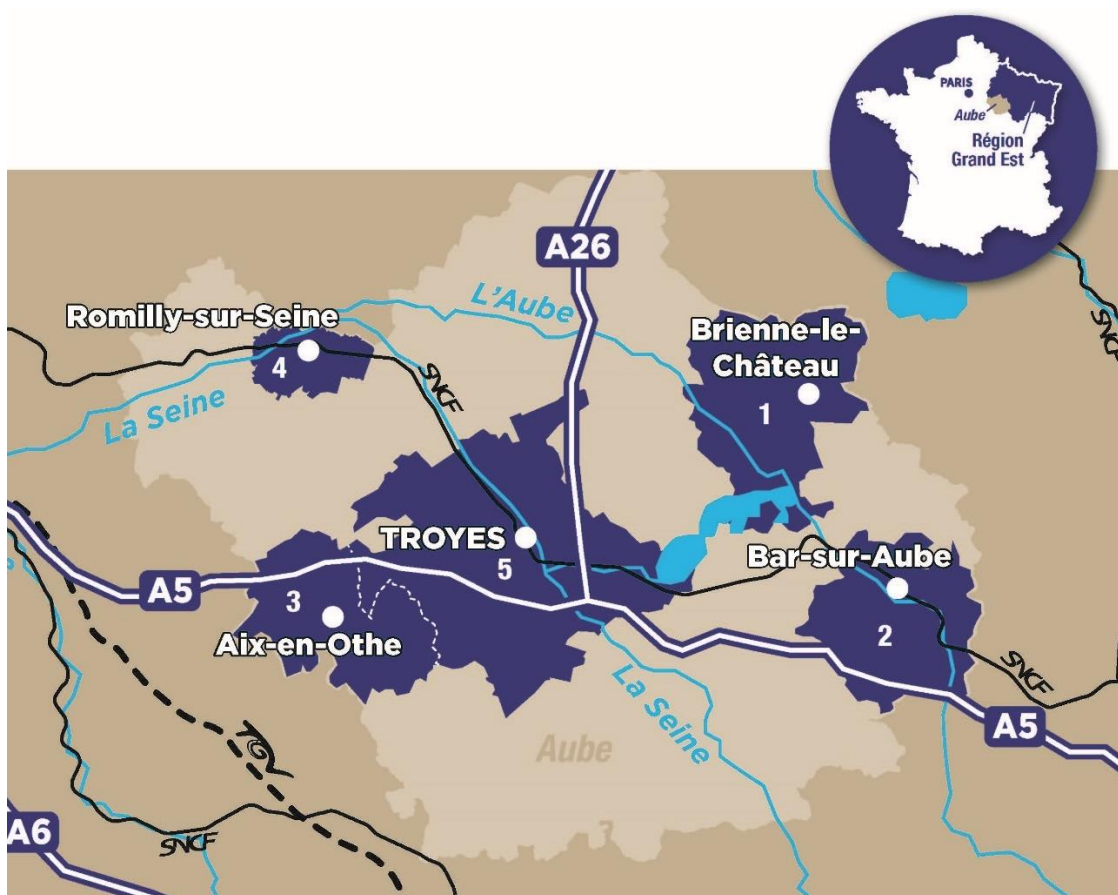 PARIS
Aube
Région
Grand Est
A26
L'Aube
Romilly-sur-Seine
4
La Seine
SNCF
Brienne-le-
Château
1
TROYES
5
Bar-sur-Aube
2
A5
3
Aix-en-Othe
SNCF
La Seine
A5
Aube
TGV
A6
SNCF